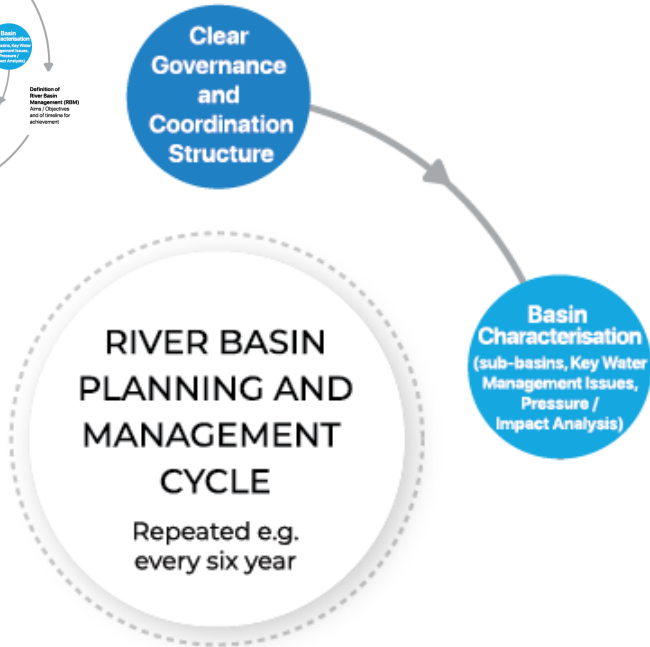 Basin
Definition of
River Basin
Management (RBM)
Aims / Objectives
and of timeline for
achievement
Clear
Governance
and
Coordination
Structure
Basin
Characterisation
(sub-basins, Key Water
Management Issues,
Pressure /
Impact Analysis)
RIVER BASIN
PLANNING AND
MANAGEMENT
CYCLE
Repeated e.g.
every six year